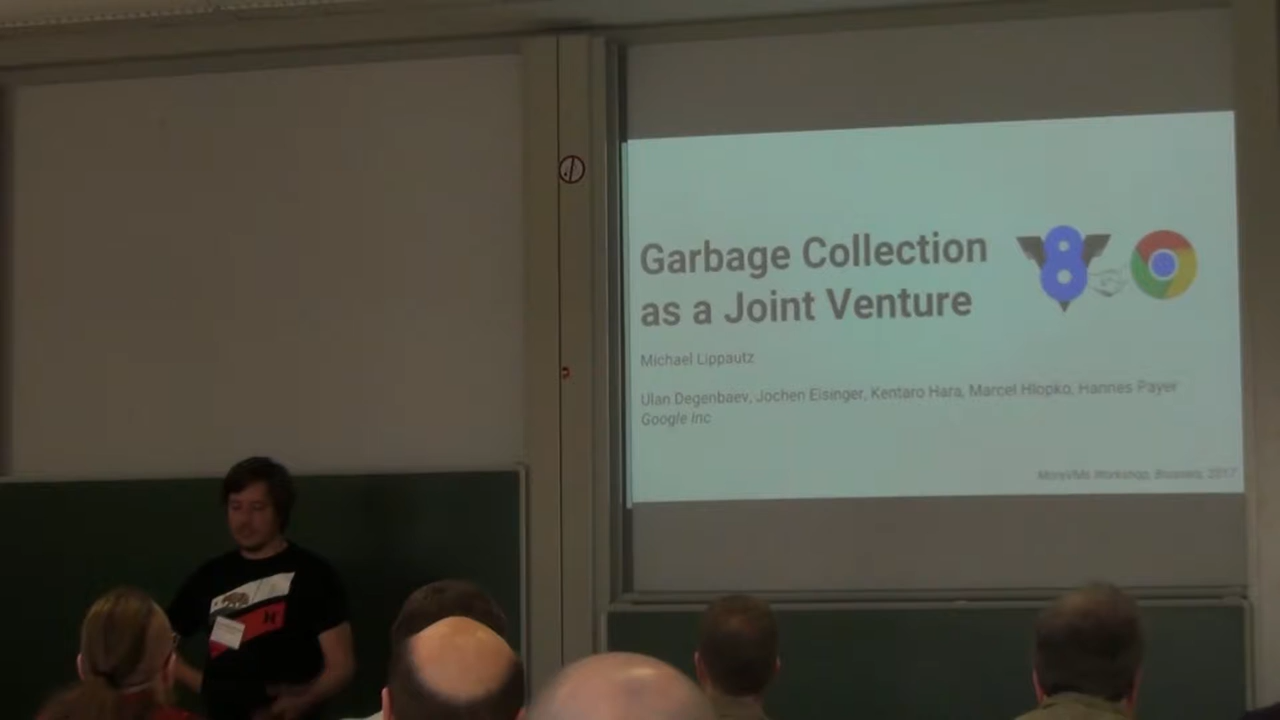 Garbage Collection
as a Joint Venture
Michael Lippautz
Ulan Degenbaev, Jochen Eisinger, Kentaro Hara, Marcel Hlopko, Hannes Payer
Google Inc
MoreVMs Workshop, Brussels, 2017
8